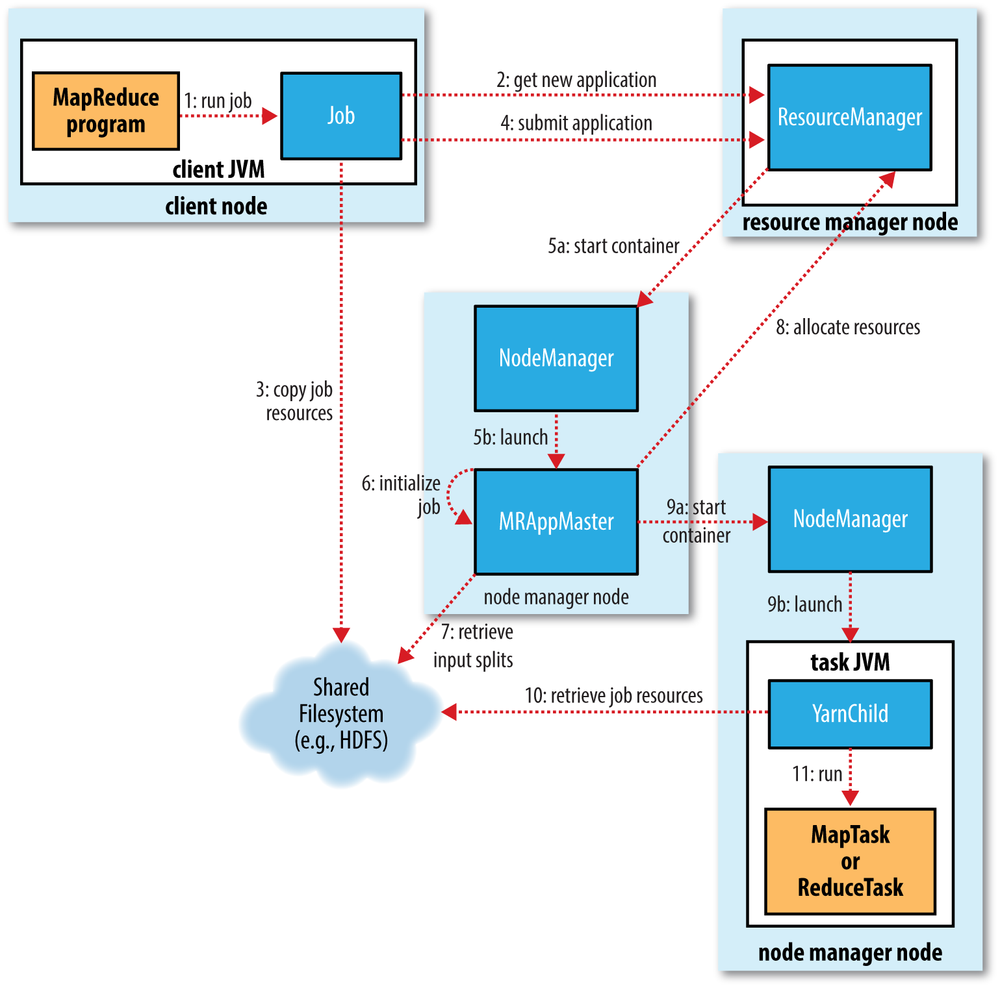 MapReduce
program
1: run job
Job
client JVM
client node
2: get new application
4: submit application
ResourceManager
resource manager node
5a: start container
8: allocate resources
3: copy job
resources
NodeManager
5b: launch
6: initialize
job
MRAppMaster
node manager node
9a: start
container
NodeManager
9b: launch
7: retrieve
input splits
Shared
Filesystem
(e.g., HDFS)
10: retrieve job resources
task JVM
YarnChild
11: run
MapTask
or
ReduceTask
node manager node